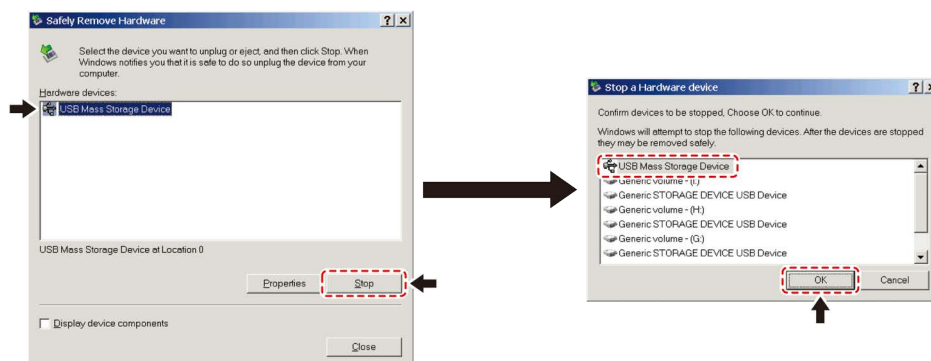 Safely Remove Hardware
Select the device you want to unplug or eject, and then click Stop. When
Windows notifies you that it is safe to do so unplug the device from your
computer.
Hardware devices:
USB Mass Storage Device
USB Mass Storage Device at Location 0
Properties
Stop
Display device components
Close
Stop a Hardware device
Confirm devices to be stopped, Choose OK to continue.
Windows will attempt to stop the following devices. After the devices are stopped
they may be removed safely.
USB Mass Storage Device
Generic volume - (I:)
Generic STORAGE DEVICE USB Device
Generic volume - (H:)
Generic STORAGE DEVICE USB Device
Generic volume - (G:)
Generic STORAGE DEVICE USB Device
OK
Cancel